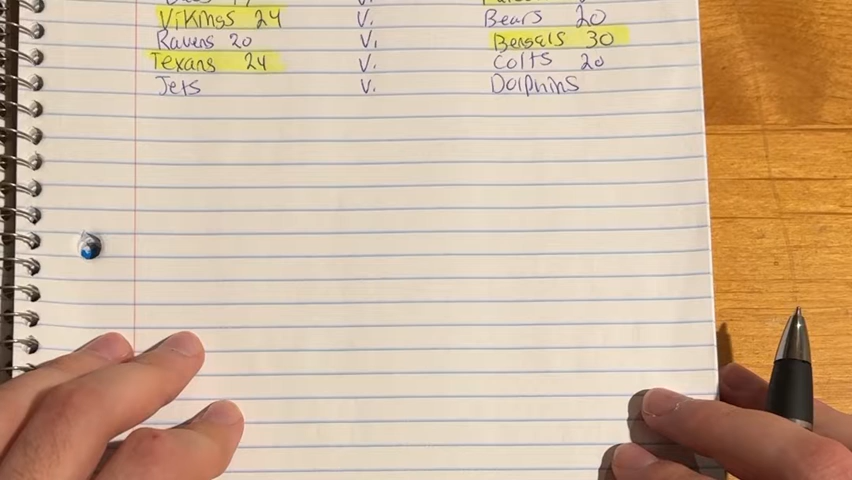 Vikings 24 V. Bears 20
Ravens 20 V. Bengals 30
Texans 24 V. Colts 20
Jets V. Dolphins